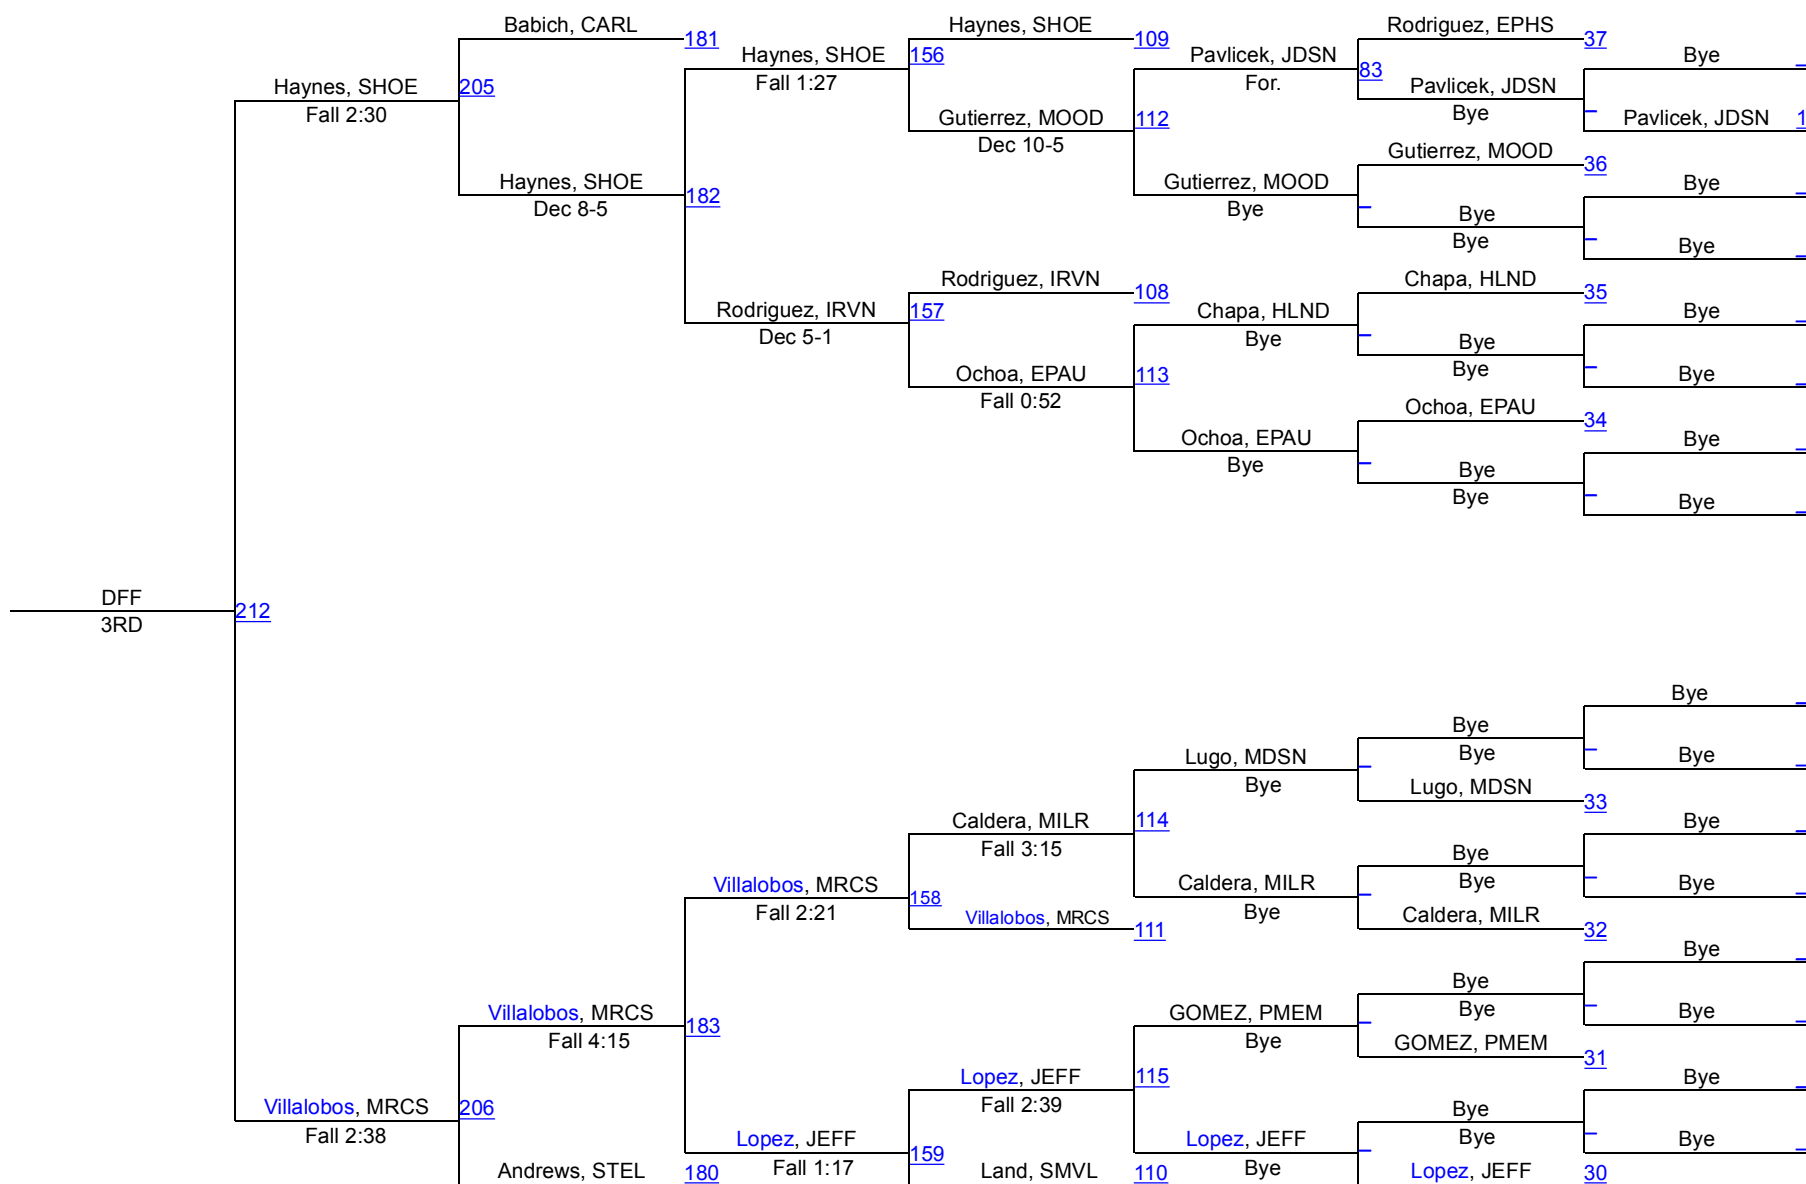 Babich, CARL
181
Haynes, SHOE
109
Rodriguez, EPHS
37
Haynes, SHOE
Fall 1:27
156
Pavlicek, JDSN
For.
83
Bye
Haynes, SHOE
Fall 2:30
205
Pavlicek, JDSN
Bye
Gutierrez, MOOD
Dec 10-5
112
Pavlicek, JDSN
1
Gutierrez, MOOD
36
Haynes, SHOE
Dec 8-5
182
Gutierrez, MOOD
Bye
Bye
Bye
Bye
Bye
Rodriguez, IRVN
108
Chapa, HLND
35
Rodriguez, IRVN
Dec 5-1
157
Chapa, HLND
Bye
Bye
Bye
Bye
Ochoa, EPAU
Fall 0:52
113
Bye
Ochoa, EPAU
34
Ochoa, EPAU
Bye
Bye
Bye
Bye
Bye
DFF
3RD
212
Bye
Bye
Bye
Lugo, MDSN
Bye
Bye
Lugo, MDSN
33
Caldera, MILR
Fall 3:15
114
Bye
Bye
Bye
Villalobos, MRCS
Fall 2:21
158
Caldera, MILR
Bye
Bye
Villalobos, MRCS
111
Caldera, MILR
32
Bye
Bye
Bye
Villalobos, MRCS
Fall 4:15
183
GOMEZ, PMEM
Bye
Bye
GOMEZ, PMEM
31
Lopez, JEFF
Fall 2:39
115
Bye
Villalobos, MRCS
Fall 2:38
206
Bye
Bye
Lopez, JEFF
Fall 1:17
159
Lopez, JEFF
Bye
Bye
Andrews, STEL
180
Land, SMVL
110
Lopez, JEFF
30